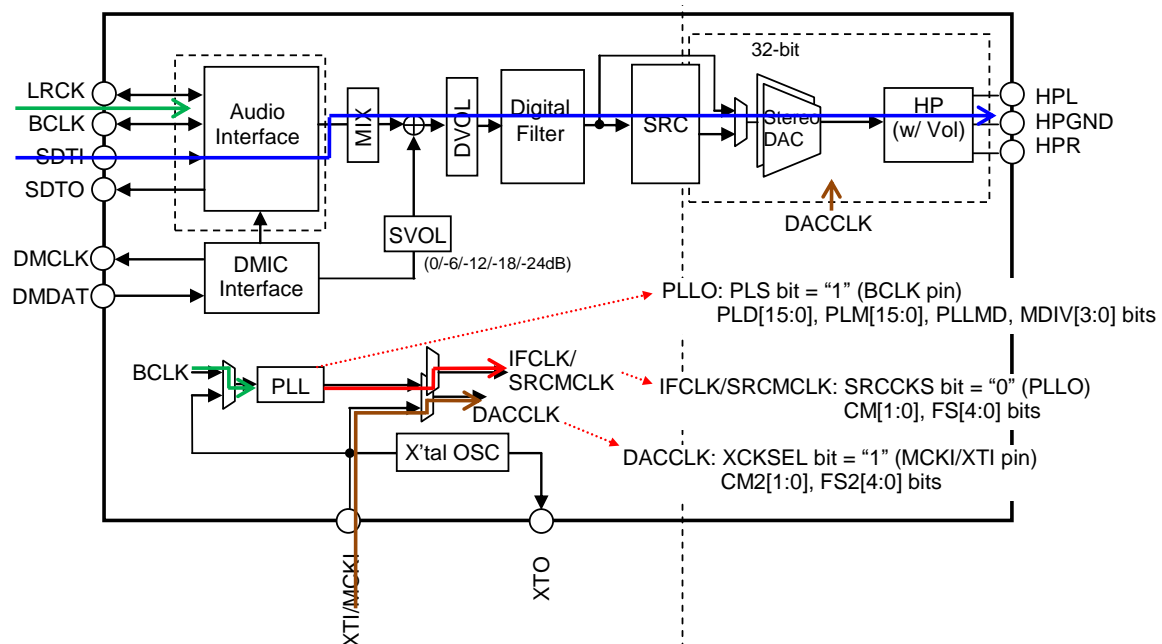 32-bit
LRCK
BCLK
SDTI
SDTO
DMCLK
DMDAT
Audio
Interface
MIX
DVOL
Digital
Filter
SRC
Stereo
DAC
HP
(w/ Vol)
HPL
HPGND
HPR
DACCLK
SVOL
(0/-6/-12/-18/-24dB)
DMIC
Interface
PLLO: PLS bit = “1” (BCLK pin)
PLD[15:0], PLM[15:0], PLLMD, MDIV[3:0] bits
BCLK
PLL
IFCLK/
SRCMCLK
DACCLK
IFCLK/SRCMCLK: SRCCKS bit = “0” (PLLO)
CM[1:0], FS[4:0] bits
X'tal OSC
DACCLK: XCKSEL bit = “1” (MCKI/XTI pin)
CM2[1:0], FS2[4:0] bits
XTI/MCKI
XTO